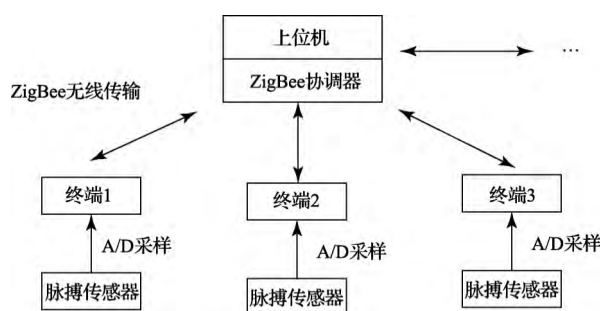 上位机
ZigBee协调器
…
ZigBee无线传输
终端1
终端2
终端3
A/D采样
A/D采样
A/D采样
脉搏传感器
脉搏传感器
脉搏传感器